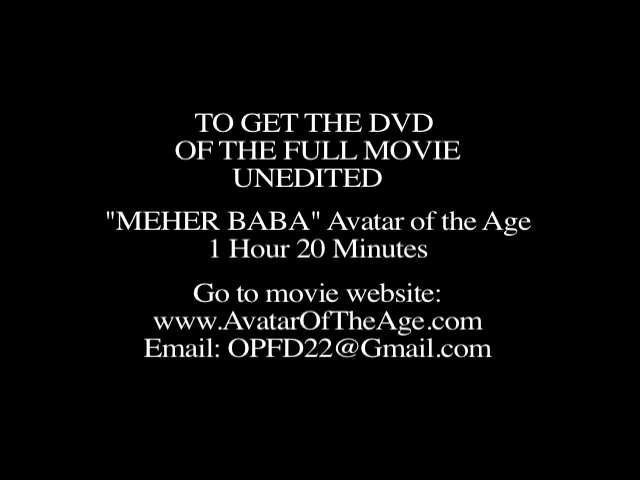 TO GET THE DVD
OF THE FULL MOVIE
UNEDITED
"MEHER BABA" Avatar of the Age
1 Hour 20 Minutes
Go to movie website:
www.AvatarOfTheAge.com
Email: OPFD22@Gmail.com